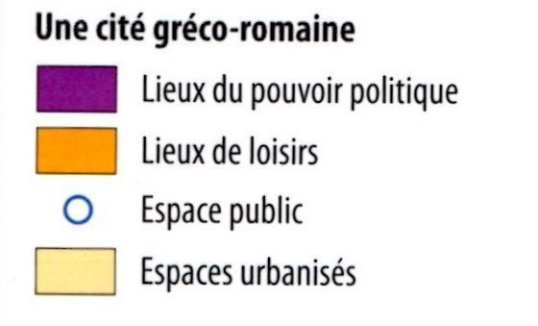 Une cité gréco-romaine
Lieux du pouvoir politique
Lieux de loisirs
Espace public
Espaces urbanisés